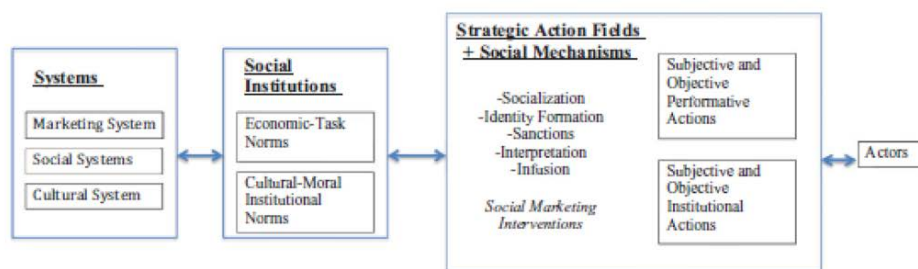 Systems
Marketing System
Social Systems
Cultural System
Social
Institutions
Economic-Task
Norms
Cultural-Moral
Institutional
Norms
Strategic Action Fields
+ Social Mechanisms
-Socialization
-Identity Formation
-Sanctions
-Interpretation
-Infusion
Social Marketing
Interventions
Subjective and
Objective
Performative
Actions
Subjective and
Objective
Institutional
Actions
Actors